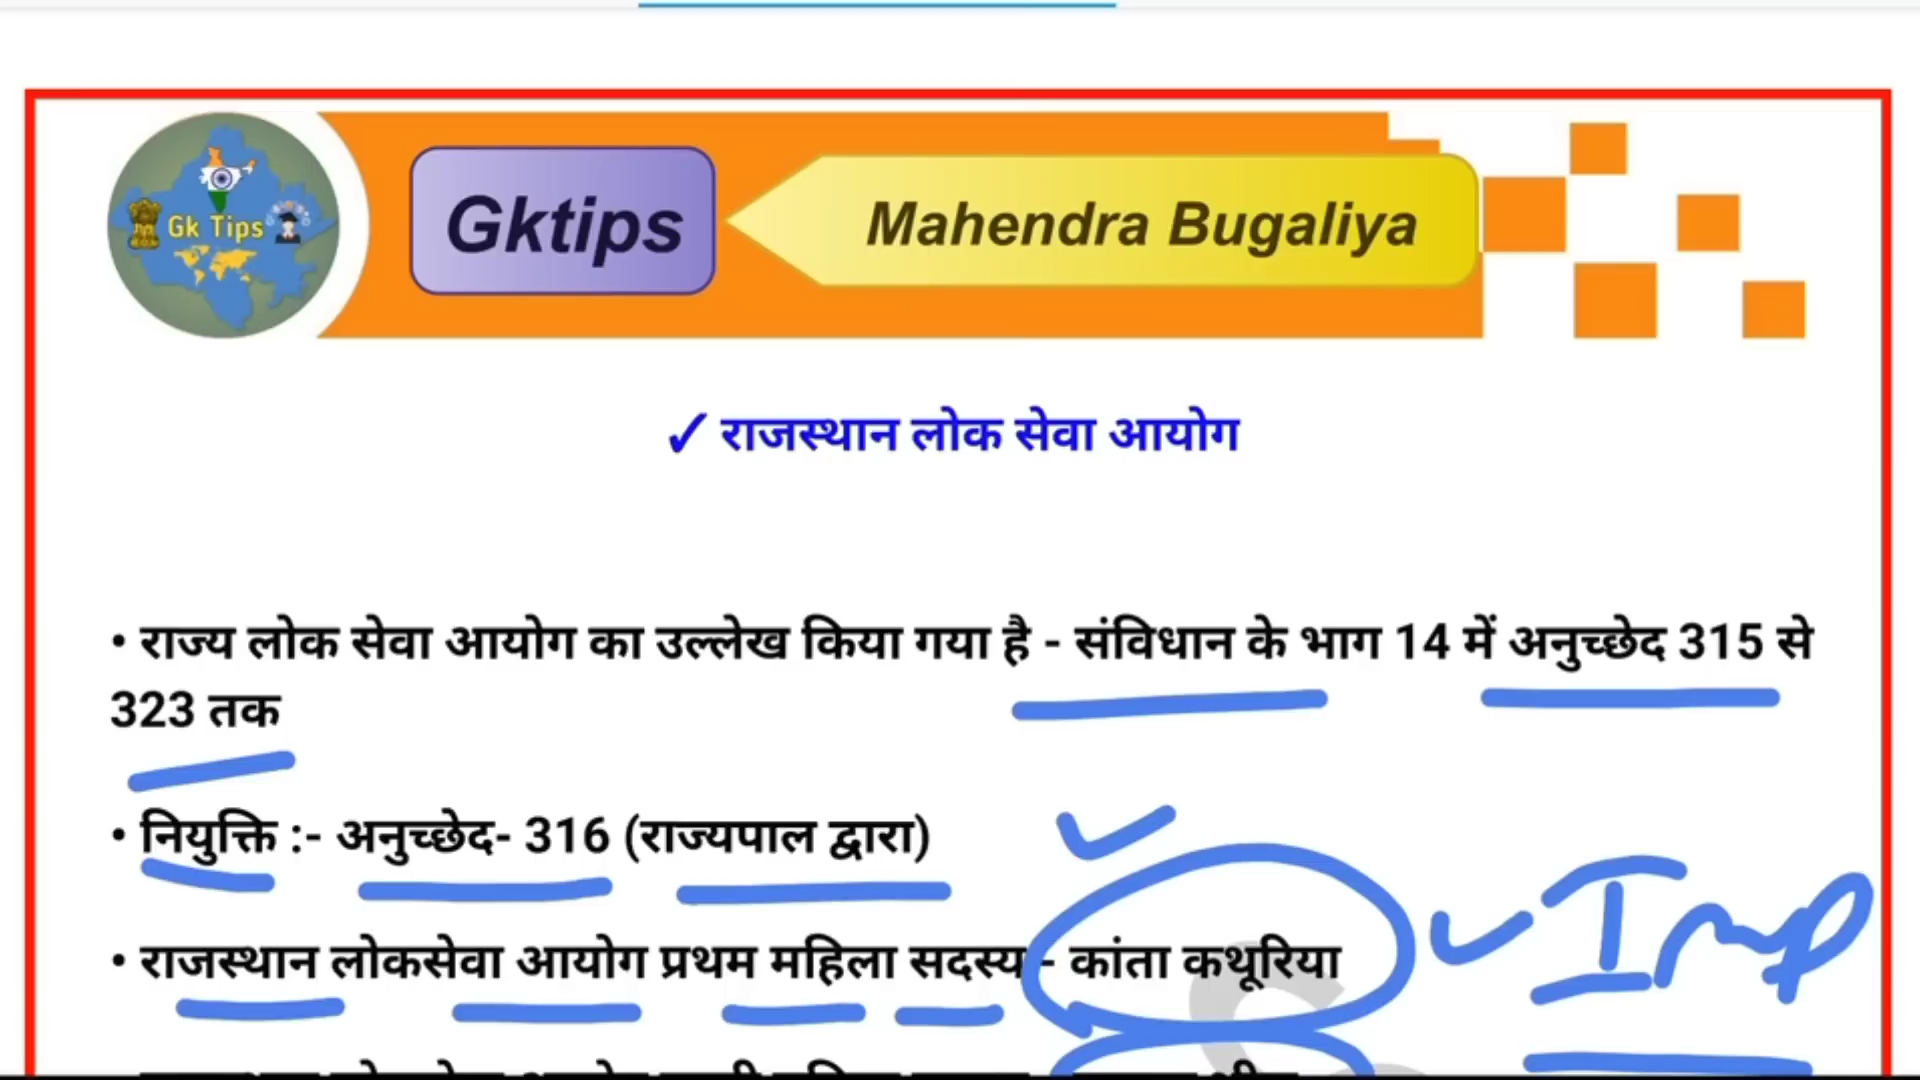 Gk Tips
Gktips
Mahendra Bugaliya
✓ राजस्थान लोक सेवा आयोग
• राज्य लोक सेवा आयोग का उल्लेख किया गया है - संविधान के भाग 14 में अनुच्छेद 315 से
323 तक
• नियुक्ति :- अनुच्छेद- 316 (राज्यपाल द्वारा)
• राजस्थान लोकसेवा आयोग प्रथम महिला सदस्य - कांता कथूरिया
Imp